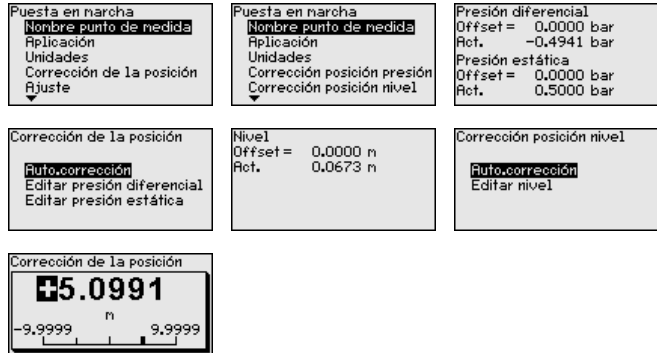 Puesta en marcha
Nombre punto de medida
Aplicación
Unidades
Corrección de la posición
Ajuste
Puesta en marcha
Nombre punto de medida
Aplicación
Unidades
Corrección posición presión
Corrección posición nivel
Presión diferencial
Offset = 0.0000 bar
Act. -0.4941 bar
Presión estática
Offset = 0.0000 bar
Act. 0.5000 bar
Corrección de la posición
Auto.corrección
Editar presión diferencial
Editar presión estática
Nivel
Offset = 0.0000 m
Act. 0.0673 m
Corrección posición nivel
Auto.corrección
Editar nivel
Corrección de la posición
+5.0991
m
-9.9999 9.9999